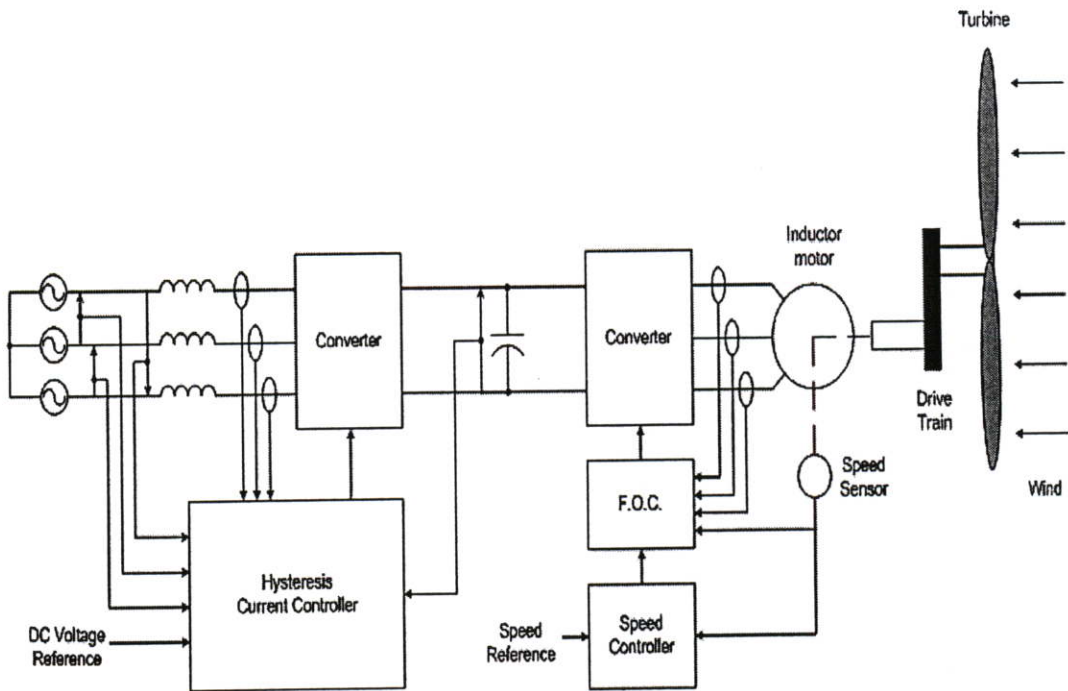 Turbine
Inductor
motor
Converter
Converter
Drive
Train
Speed
Sensor
Wind
F.O.C.
Hysteresis
Current Controller
DC Voltage
Reference
Speed
Reference
Speed
Controller